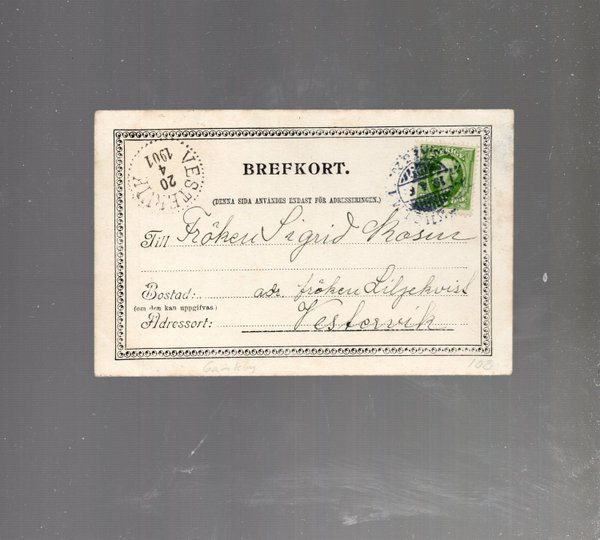 VESTERVIK
20
4
1901
BREFKORT.
(DENNA SIDA ANVÄNDES ENDAST FÖR ADRESSERINGEN.)
Till Fröken Sigrid Rosén
Bostad: adr fröken Liljekvist
(om den kan uppgifvas)
Adressort: Vestervik